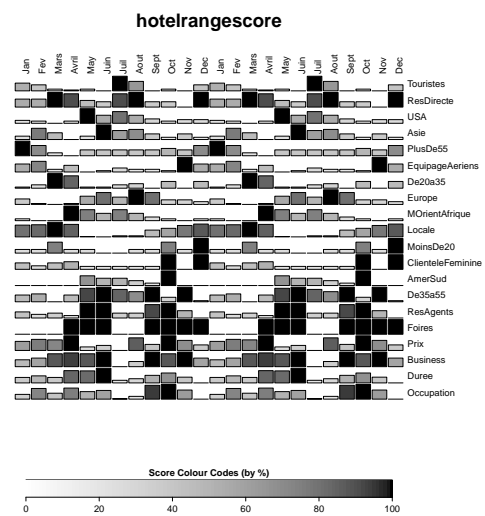 hotelrangescore
Jan Fev Mars Avril May Juin Juil Aout Sept Oct Nov Dec Jan Fev Mars Avril May Juin Juil Aout Sept Oct Nov Dec
Touristes
ResDirecte
USA
Asie
PlusDe55
EquipageAeriens
De20a35
Europe
MOrientAfrique
Locale
MoinsDe20
ClienteleFeminine
AmerSud
De35a55
ResAgents
Foires
Prix
Business
Duree
Occupation
Score Colour Codes (by %)
0 20 40 60 80 100